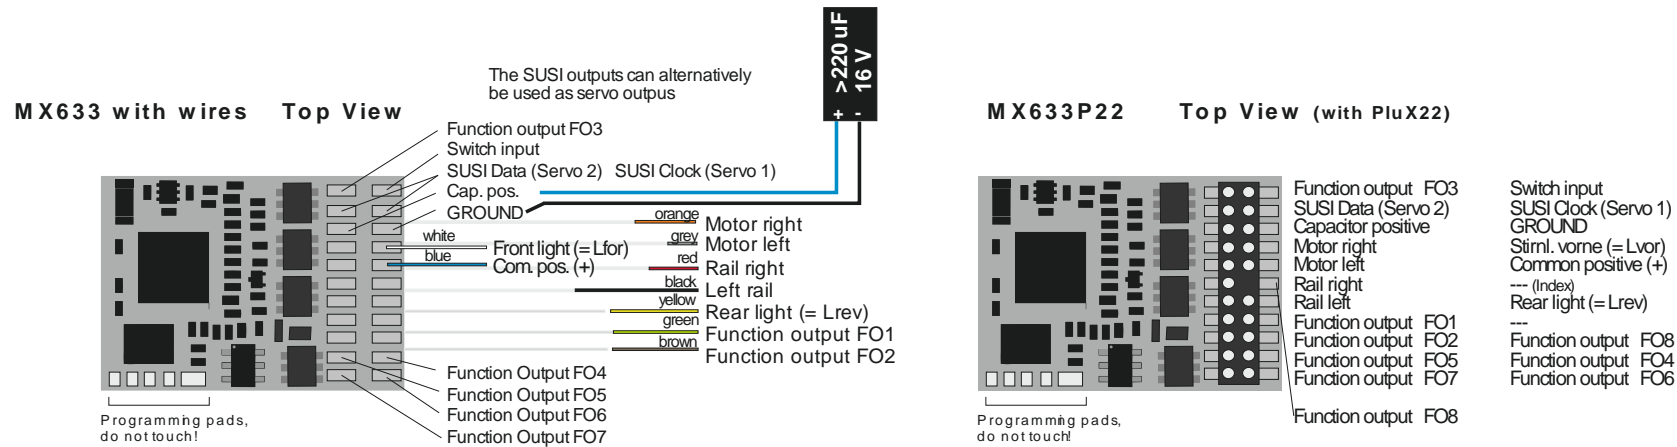 >220 uF
16 V
+ -
The SUSI outputs can alternatively
be used as servo outpus
MX633 with wires Top View
Function output FO3
Switch input
SUSI Data (Servo 2) SUSI Clock (Servo 1)
Cap. pos.
GROUND
orange
Motor right
white
Front light (= Lfor)
grey
Motor left
blue
Com. pos. (+)
red
Rail right
black
Left rail
yellow
Rear light (= Lrev)
green
Function output FO1
brown
Function output FO2
Function Output FO4
Function Output FO5
Function Output FO6
Function Output FO7
Programming pads,
do not touch!
MX633P22 Top View (with PluX22)
Function output FO3 Switch input
SUSI Data (Servo 2) SUSI Clock (Servo 1)
Capacitor positive GROUND
Motor right Stirnl. vorne (= Lvor)
Motor left Common positive (+)
Rail right --- (Index)
Rail left Rear light (= Lrev)
Function output FO1 ---
Function output FO2 Function output FO8
Function output FO5 Function output FO4
Function output FO7 Function output FO6
Function output FO8
Programming pads,
do not touch!